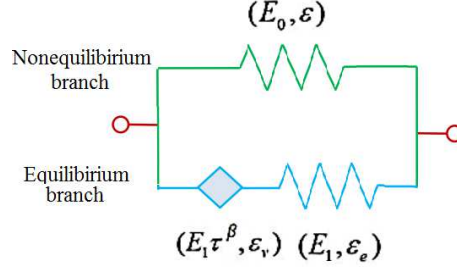 (E₀, ε)
Nonequilibirium
branch
Equilibirium
branch
(E₁τ^β, εᵥ) (E₁, εₑ)